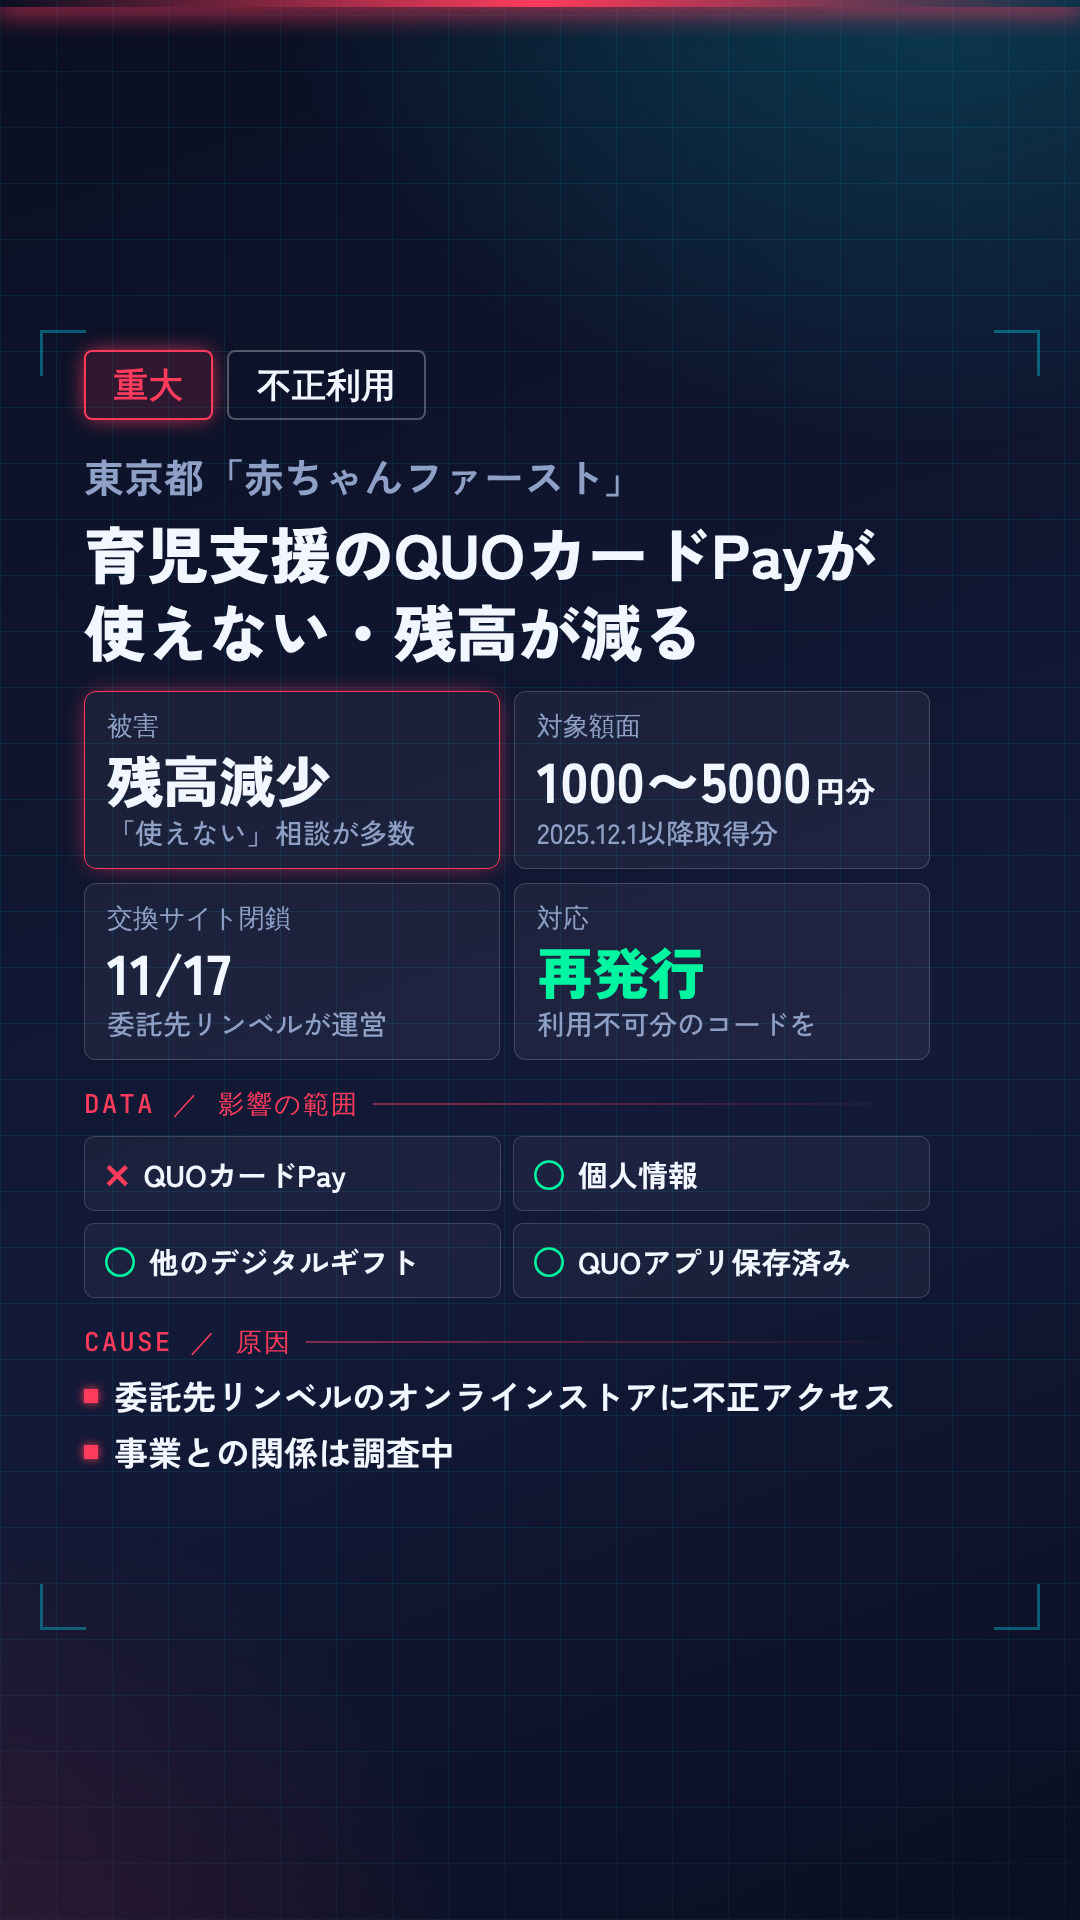 重大
不正利用
東京都「赤ちゃんファースト」
育児支援のQUOカードPayが
使えない・残高が減る
被害
残高減少
「使えない」相談が多数
対象額面
1000〜5000円分
2025.12.1以降取得分
交換サイト閉鎖
11/17
委託先リンベルが運営
対応
再発行
利用不可分のコードを
DATA ／ 影響の範囲
✕ QUOカードPay
◯ 個人情報
◯ 他のデジタルギフト
◯ QUOアプリ保存済み
CAUSE ／ 原因
委託先リンベルのオンラインストアに不正アクセス
事業との関係は調査中